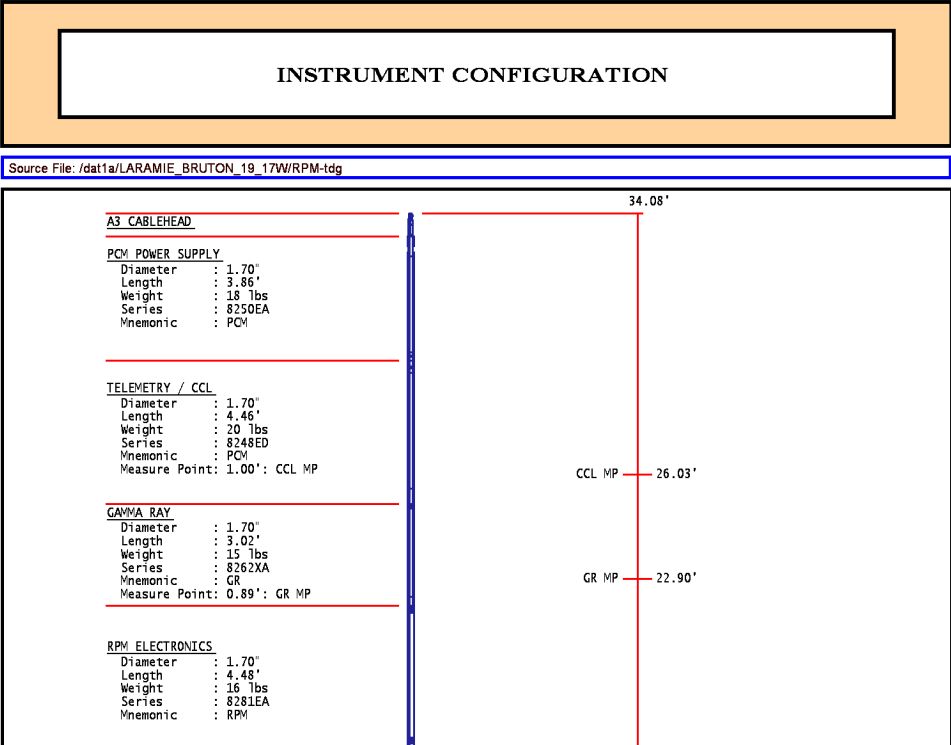 INSTRUMENT CONFIGURATION
Source File: /dat1a/LARAMIE_BRUTON_19_17W/RPM-tdg
34.08'
A3 CABLEHEAD
PCM POWER SUPPLY
Diameter : 1.70"
Length : 3.86'
Weight : 18 lbs
Series : 8250EA
Mnemonic : PCM
TELEMETRY / CCL
Diameter : 1.70"
Length : 4.46'
Weight : 20 lbs
Series : 8248ED
Mnemonic : PCM
Measure Point: 1.00': CCL MP
CCL MP 26.03'
GAMMA RAY
Diameter : 1.70"
Length : 3.02'
Weight : 15 lbs
Series : 8262XA
Mnemonic : GR
Measure Point: 0.89': GR MP
GR MP 22.90'
RPM ELECTRONICS
Diameter : 1.70"
Length : 4.48'
Weight : 16 lbs
Series : 8281EA
Mnemonic : RPM